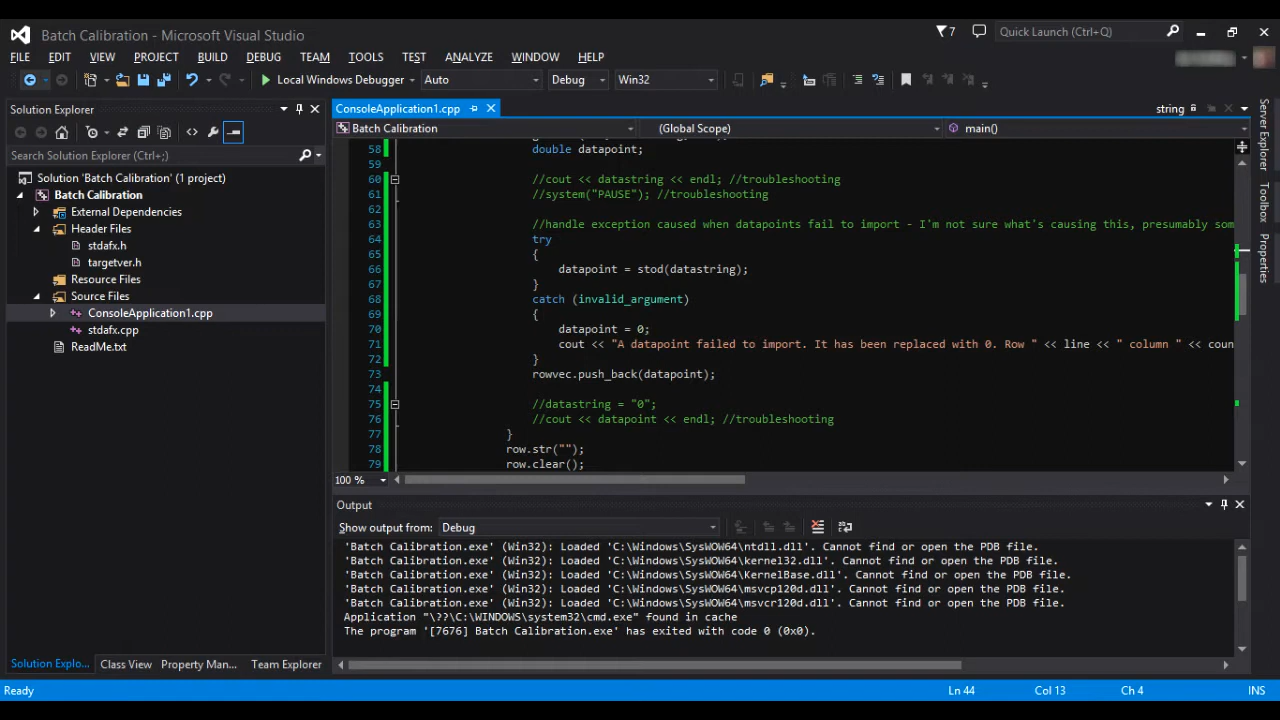 Batch Calibration - Microsoft Visual Studio
7
Quick Launch (Ctrl+Q)
FILE EDIT VIEW PROJECT BUILD DEBUG TEAM TOOLS TEST ANALYZE WINDOW HELP
Local Windows Debugger Auto Debug Win32
Solution Explorer
Search Solution Explorer (Ctrl+;)
Solution 'Batch Calibration' (1 project)
Batch Calibration
External Dependencies
Header Files
stdafx.h
targetver.h
Resource Files
Source Files
ConsoleApplication1.cpp
stdafx.cpp
ReadMe.txt
Solution Explo... Class View Property Man... Team Explorer
ConsoleApplication1.cpp string
Batch Calibration (Global Scope) main()
58 double datapoint;
59
60 //cout << datastring << endl; //troubleshooting
61 //system("PAUSE"); //troubleshooting
62
63 //handle exception caused when datapoints fail to import - I'm not sure what's causing this, presumably som
64 try
65 {
66 datapoint = stod(datastring);
67 }
68 catch (invalid_argument)
69 {
70 datapoint = 0;
71 cout << "A datapoint failed to import. It has been replaced with 0. Row " << line << " column " << coun
72 }
73 rowvec.push_back(datapoint);
74
75 //datastring = "0";
76 //cout << datapoint << endl; //troubleshooting
77 }
78 row.str("");
79 row.clear();
100 %
Output
Show output from: Debug
'Batch Calibration.exe' (Win32): Loaded 'C:\Windows\SysWOW64\ntdll.dll'. Cannot find or open the PDB file.
'Batch Calibration.exe' (Win32): Loaded 'C:\Windows\SysWOW64\kernel32.dll'. Cannot find or open the PDB file.
'Batch Calibration.exe' (Win32): Loaded 'C:\Windows\SysWOW64\KernelBase.dll'. Cannot find or open the PDB file.
'Batch Calibration.exe' (Win32): Loaded 'C:\Windows\SysWOW64\msvcp120d.dll'. Cannot find or open the PDB file.
'Batch Calibration.exe' (Win32): Loaded 'C:\Windows\SysWOW64\msvcr120d.dll'. Cannot find or open the PDB file.
Application "\??\C:\WINDOWS\system32\cmd.exe" found in cache
The program '[7676] Batch Calibration.exe' has exited with code 0 (0x0).
Server Explorer
Toolbox
Properties
Ready Ln 44 Col 13 Ch 4 INS